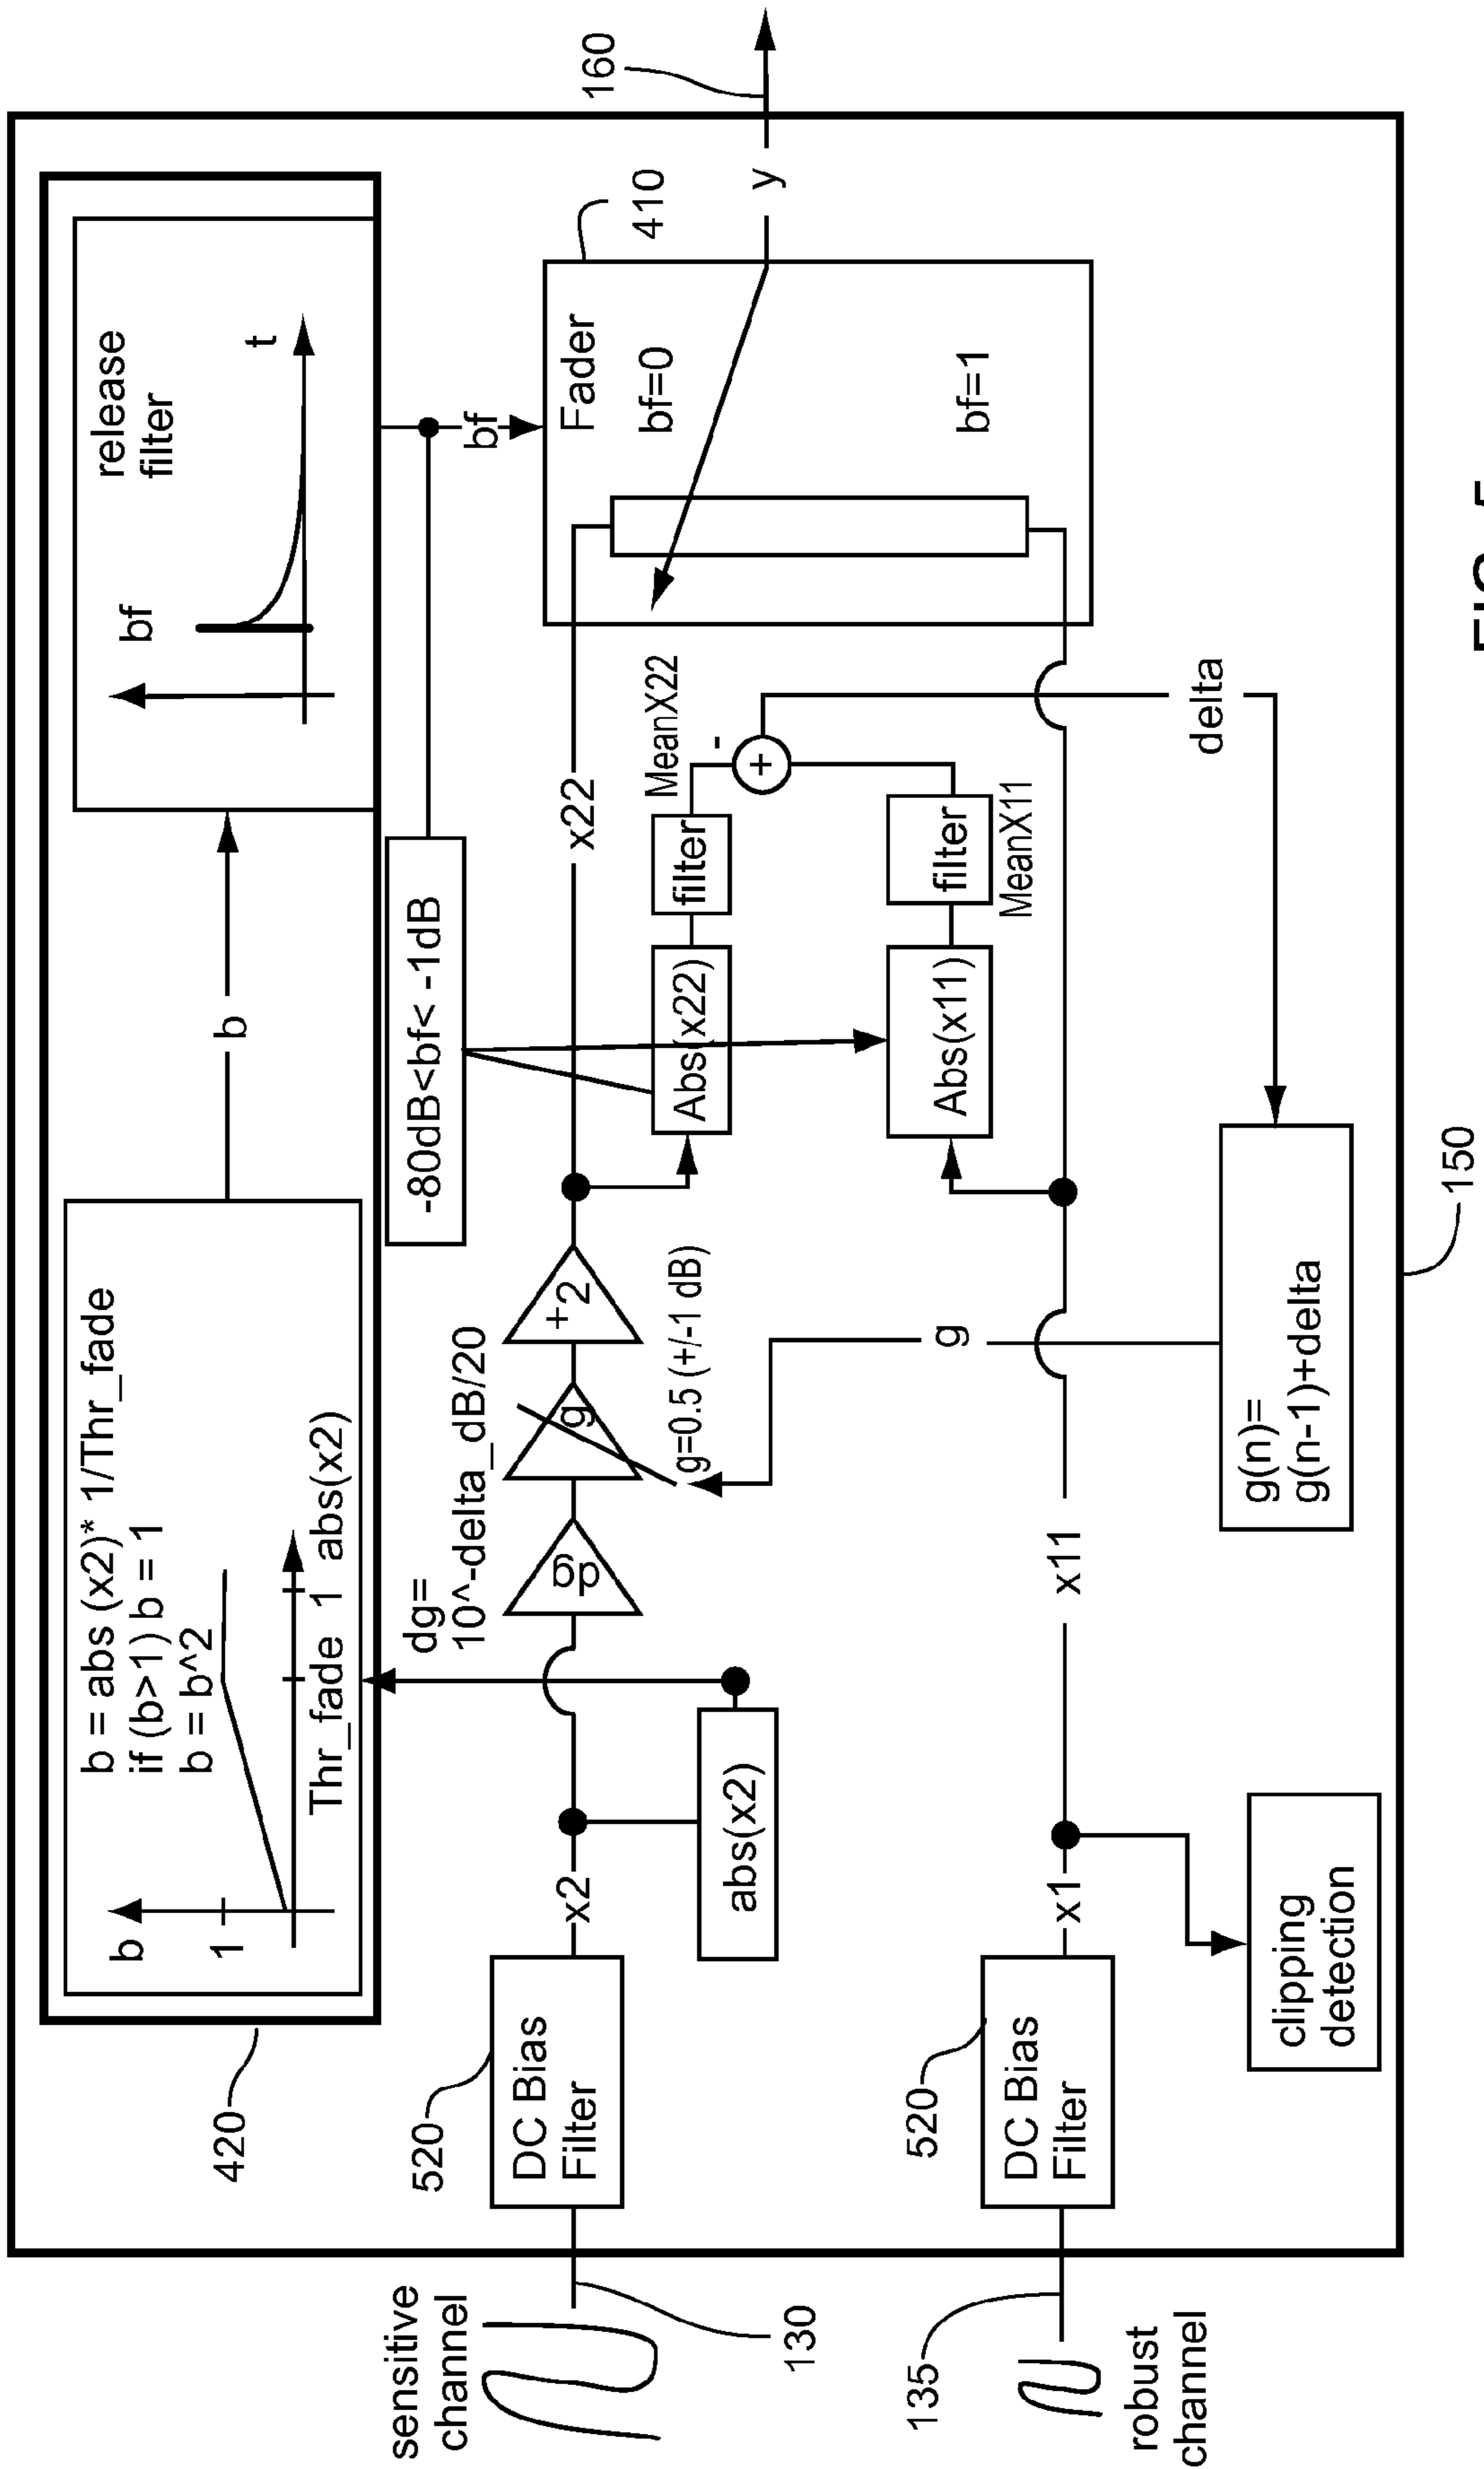 b = abs (x2)* 1/Thr_fade
if (b>1) b = 1
b = b^2
b
1
Thr_fade 1 abs(x2)
b
release
filter
bf
t
420
-80dB<bf< -1dB
bf
160
sensitive
channel
130
520
DC Bias
Filter
x2
abs(x2)
dg=
10^-delta_dB/20
dg
g
+2
g=0.5 (+/-1 dB)
x22
Abs(x22)
filter
MeanX22
-
+
Abs(x11)
filter
MeanX11
Fader
bf=0
bf=1
410
y
robust
channel
135
520
DC Bias
Filter
x1
x11
clipping
detection
g
g(n)=
g(n-1)+delta
delta
150
FIG. 5